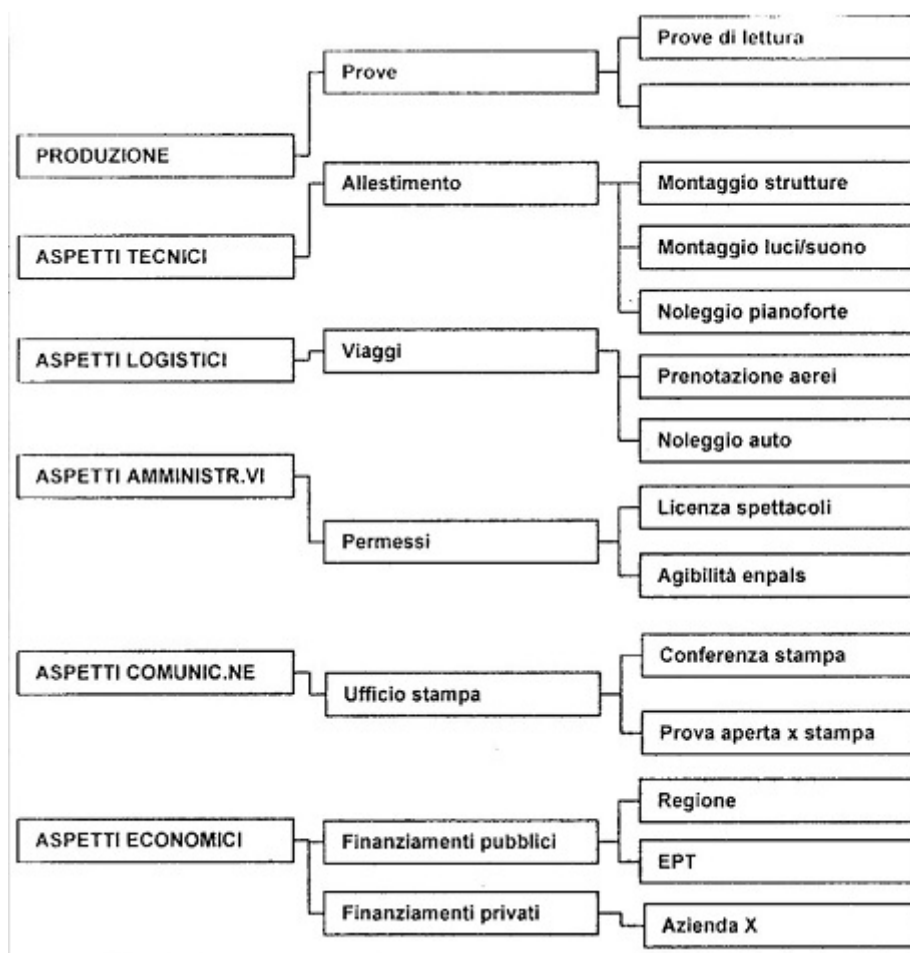 Prove di lettura
Prove
PRODUZIONE
Allestimento
Montaggio strutture
ASPETTI TECNICI
Montaggio luci/suono
Noleggio pianoforte
ASPETTI LOGISTICI
Viaggi
Prenotazione aerei
Noleggio auto
ASPETTI AMMINISTR.VI
Licenza spettacoli
Permessi
Agibilità enpals
ASPETTI COMUNIC.NE
Conferenza stampa
Ufficio stampa
Prova aperta x stampa
Regione
ASPETTI ECONOMICI
Finanziamenti pubblici
EPT
Finanziamenti privati
Azienda X